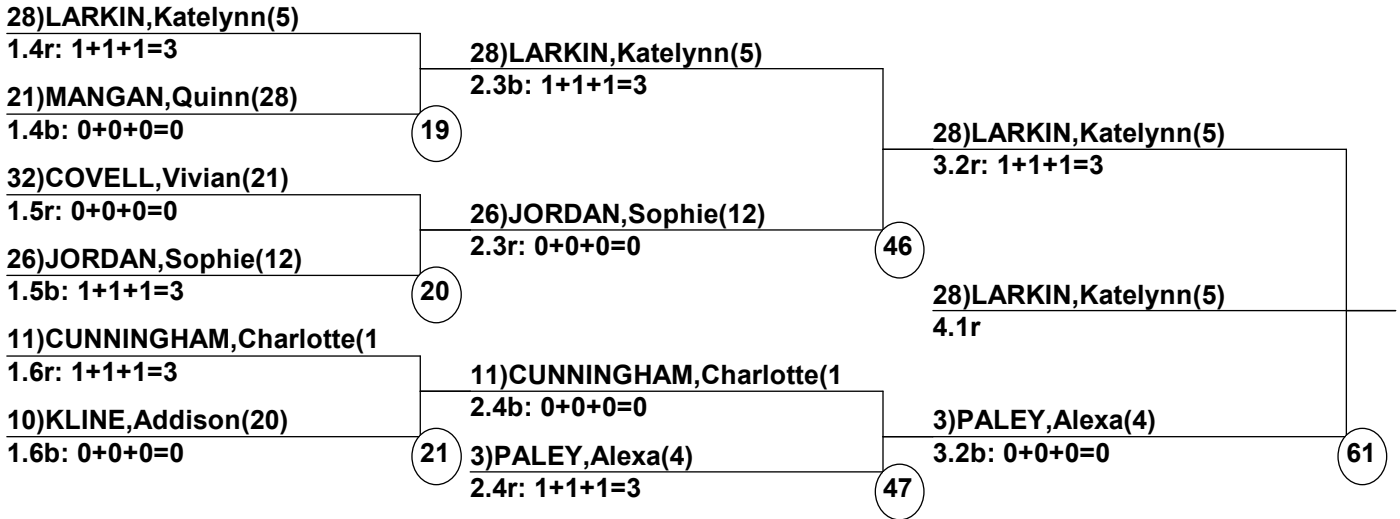 28)LARKIN,Katelynn(5)
1.4r: 1+1+1=3
21)MANGAN,Quinn(28)
1.4b: 0+0+0=0
19
32)COVELL,Vivian(21)
1.5r: 0+0+0=0
26)JORDAN,Sophie(12)
1.5b: 1+1+1=3
20
11)CUNNINGHAM,Charlotte(1
1.6r: 1+1+1=3
10)KLINE,Addison(20)
1.6b: 0+0+0=0
21
28)LARKIN,Katelynn(5)
2.3b: 1+1+1=3
26)JORDAN,Sophie(12)
2.3r: 0+0+0=0
46
11)CUNNINGHAM,Charlotte(1
2.4b: 0+0+0=0
3)PALEY,Alexa(4)
2.4r: 1+1+1=3
47
28)LARKIN,Katelynn(5)
3.2r: 1+1+1=3
28)LARKIN,Katelynn(5)
4.1r
3)PALEY,Alexa(4)
3.2b: 0+0+0=0
61